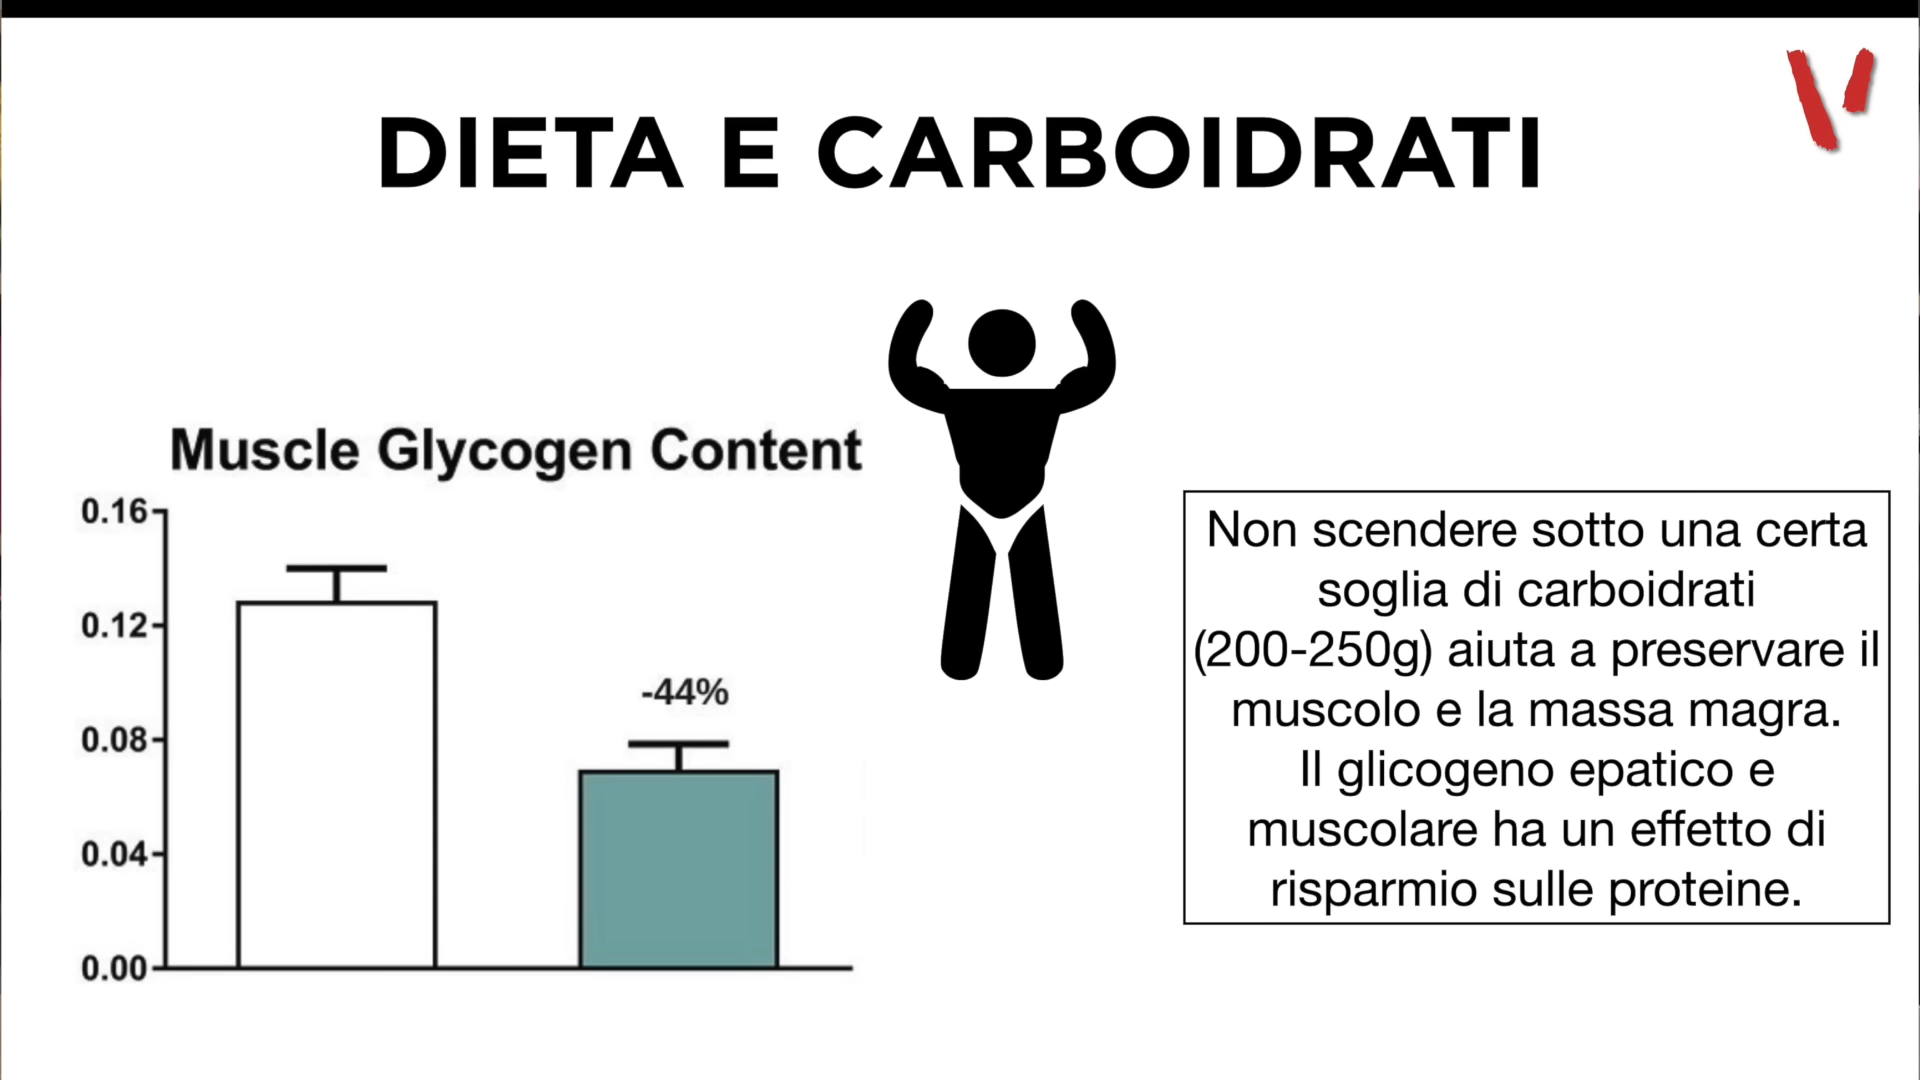 DIETA E CARBOIDRATI
Muscle Glycogen Content
0.16
0.12
0.08
0.04
0.00
-44%
Non scendere sotto una certa
soglia di carboidrati
(200-250g) aiuta a preservare il
muscolo e la massa magra.
Il glicogeno epatico e
muscolare ha un effetto di
risparmio sulle proteine.